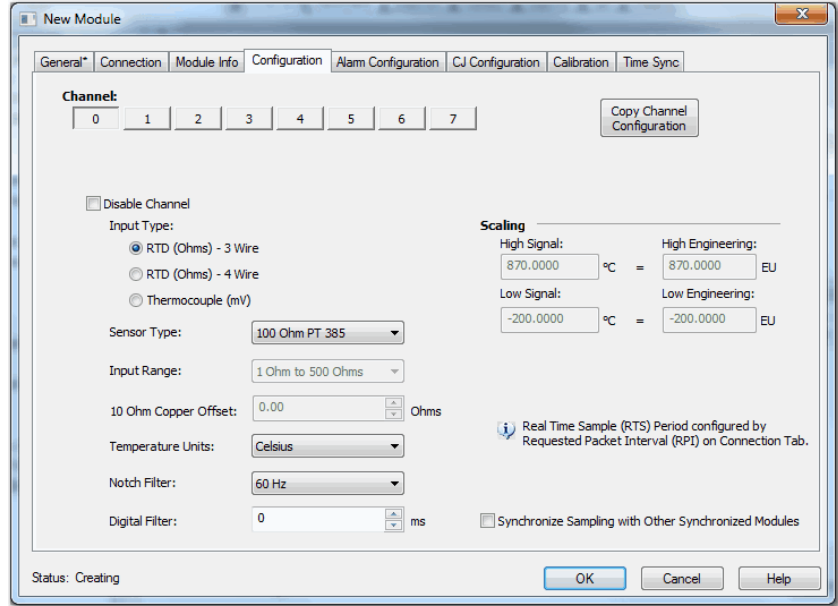 New Module
General* Connection Module Info Configuration Alarm Configuration CJ Configuration Calibration Time Sync
Channel:
0 1 2 3 4 5 6 7
Copy Channel
Configuration
Disable Channel
Input Type:
RTD (Ohms) - 3 Wire
RTD (Ohms) - 4 Wire
Thermocouple (mV)
Sensor Type: 100 Ohm PT 385
Input Range: 1 Ohm to 500 Ohms
10 Ohm Copper Offset: 0.00 Ohms
Temperature Units: Celsius
Notch Filter: 60 Hz
Digital Filter: 0 ms
Scaling
High Signal: High Engineering:
870.0000 ºC = 870.0000 EU
Low Signal: Low Engineering:
-200.0000 ºC = -200.0000 EU
Real Time Sample (RTS) Period configured by
Requested Packet Interval (RPI) on Connection Tab.
Synchronize Sampling with Other Synchronized Modules
Status: Creating
OK Cancel Help